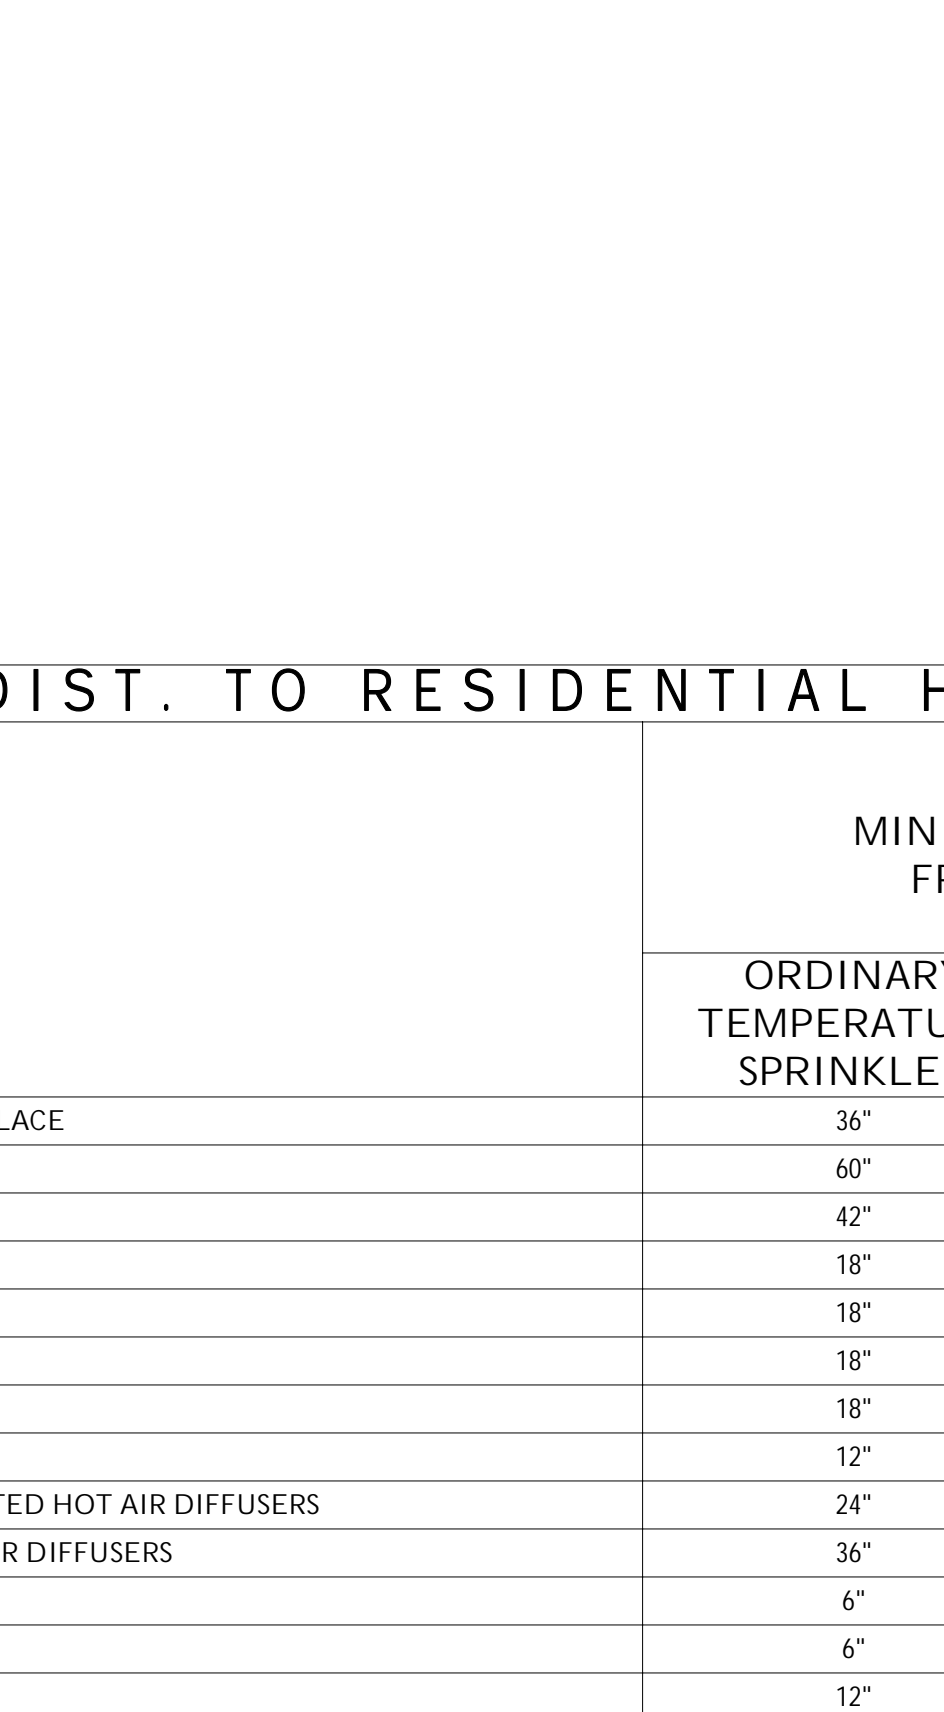 DIST. TO RESIDENTIAL H
MIN
FR
ORDINARY
TEMPERATU
SPRINKLE
LACE 36"
60"
42"
18"
18"
18"
18"
12"
TED HOT AIR DIFFUSERS 24"
R DIFFUSERS 36"
6"
6"
12"